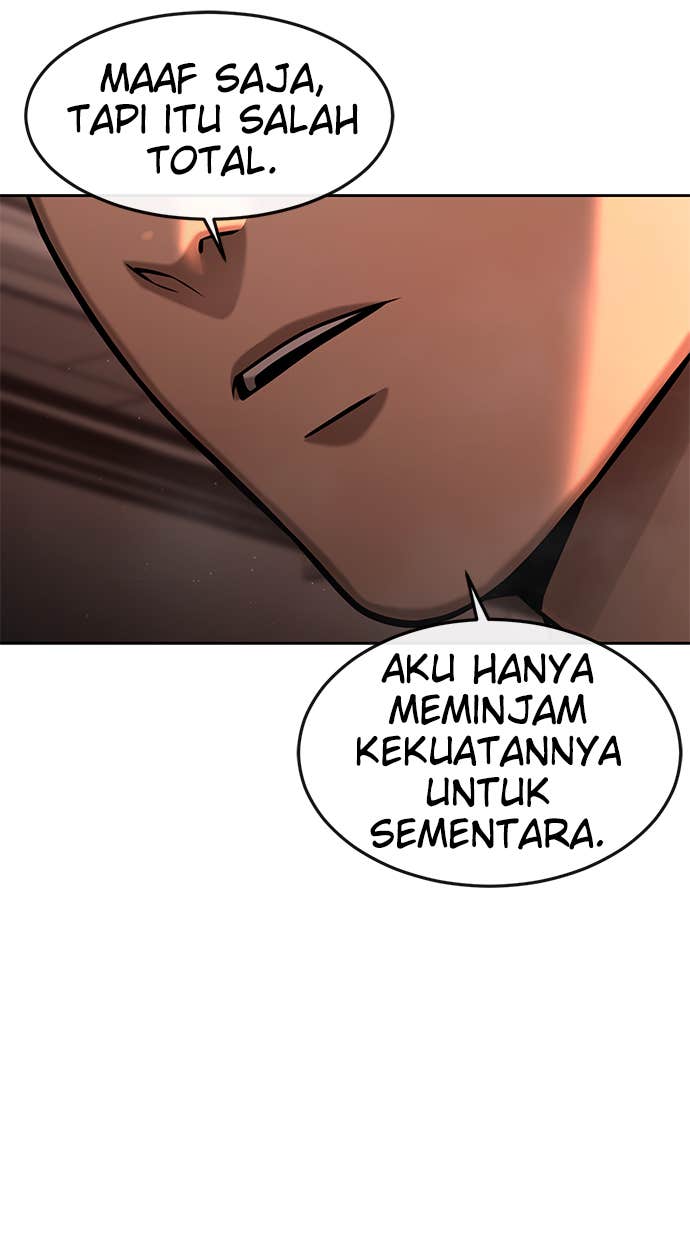 MAAF SAJA,
TAPI ITU SALAH
TOTAL.
AKU HANYA
MEMINJAM
KEKUATANNYA
UNTUK
SEMENTARA.